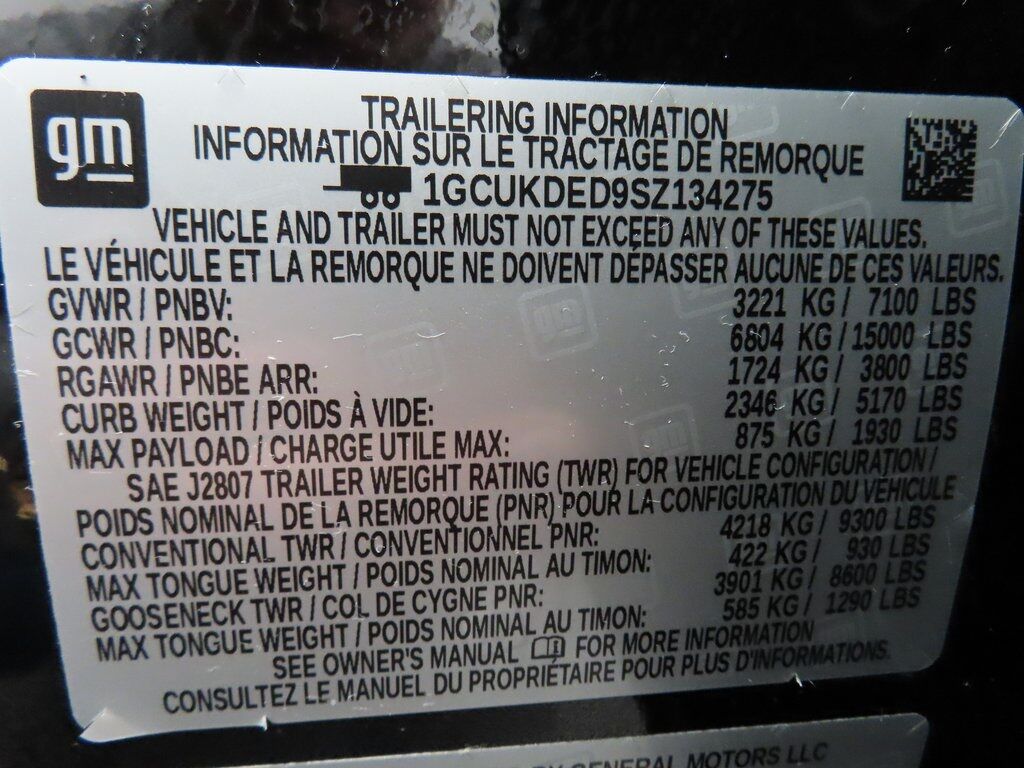 gm
TRAILERING INFORMATION
INFORMATION SUR LE TRACTAGE DE REMORQUE
1GCUKDED9SZ134275
VEHICLE AND TRAILER MUST NOT EXCEED ANY OF THESE VALUES.
LE VÉHICULE ET LA REMORQUE NE DOIVENT DÉPASSER AUCUNE DE CES VALEURS.
GVWR / PNBV: 3221 KG / 7100 LBS
GCWR / PNBC: 6804 KG / 15000 LBS
RGAWR / PNBE ARR: 1724 KG / 3800 LBS
CURB WEIGHT / POIDS À VIDE: 2346 KG / 5170 LBS
MAX PAYLOAD / CHARGE UTILE MAX: 875 KG / 1930 LBS
SAE J2807 TRAILER WEIGHT RATING (TWR) FOR VEHICLE CONFIGURATION /
POIDS NOMINAL DE LA REMORQUE (PNR) POUR LA CONFIGURATION DU VÉHICULE
CONVENTIONAL TWR / CONVENTIONNEL PNR: 4218 KG / 9300 LBS
MAX TONGUE WEIGHT / POIDS NOMINAL AU TIMON: 422 KG / 930 LBS
GOOSENECK TWR / COL DE CYGNE PNR: 3901 KG / 8600 LBS
MAX TONGUE WEIGHT / POIDS NOMINAL AU TIMON: 585 KG / 1290 LBS
SEE OWNER'S MANUAL FOR MORE INFORMATION
CONSULTEZ LE MANUEL DU PROPRIÉTAIRE POUR PLUS D'INFORMATIONS.
BY GENERAL MOTORS LLC